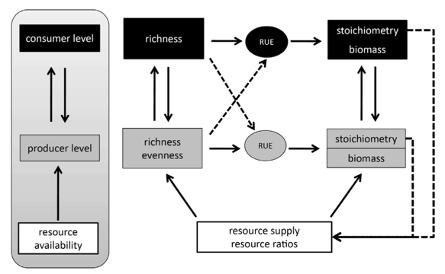 consumer level
producer level
resource
availability
richness
RUE
stoichiometry
biomass
richness
evenness
RUE
stoichiometry
biomass
resource supply
resource ratios